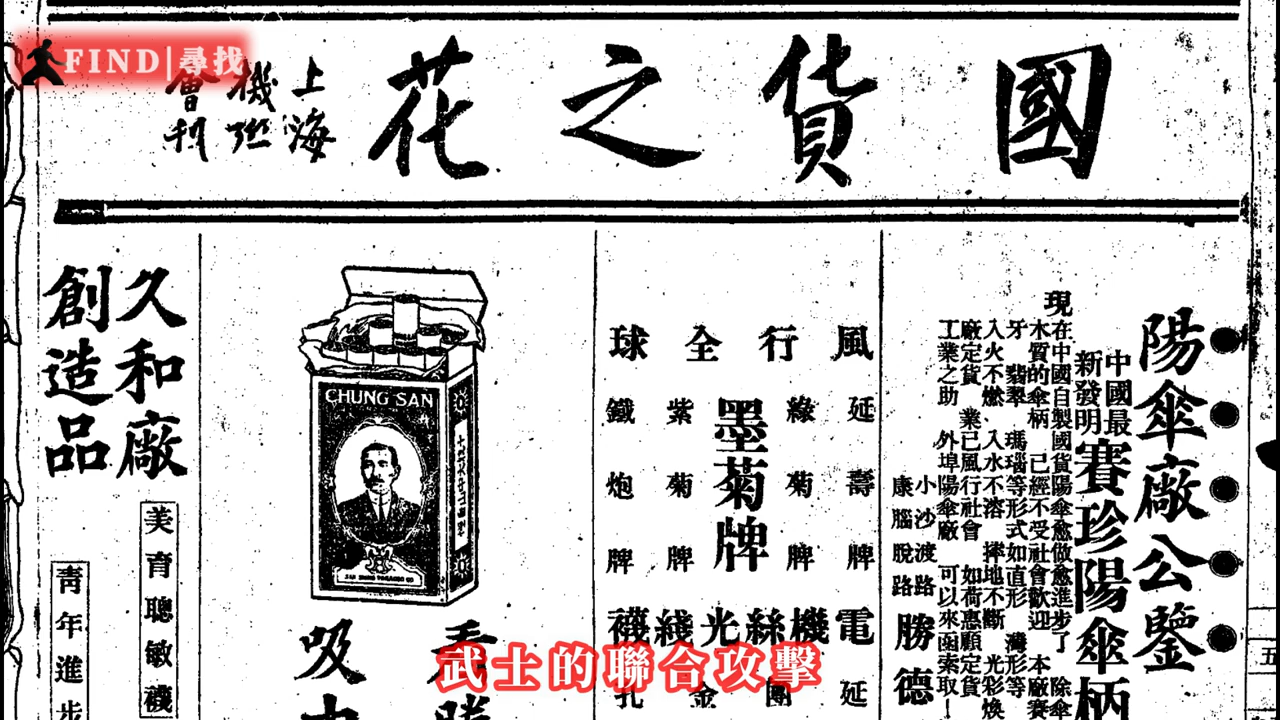 FIND|尋找
國貨之花
上海
機聯
會刊
陽傘廠公鑒
中國最
新發明
賽珍陽傘柄
現在中國自製國貨陽傘愈做愈進步了 除傘
木質的傘柄 已經不受社會歡迎 本廠賽
牙 翡翠 瑪瑙等形式如直形 灣形等
入火不燃 入水不溶 摔地不斷 光彩煥
廠定貨 業已風行社會 如荷惠顧定貨
工業之助 外埠陽傘廠 可以來函索取!
小沙渡路
康腦脫路
勝德
風行全球
延壽牌
綠菊牌
墨菊牌
紫菊牌
鐵炮牌
電機絲光綫襪
延
團
金
孔
CHUNG SAN
吸
久和廠
創造品
美育聰敏襪
青年進步
五
武士的聯合攻擊